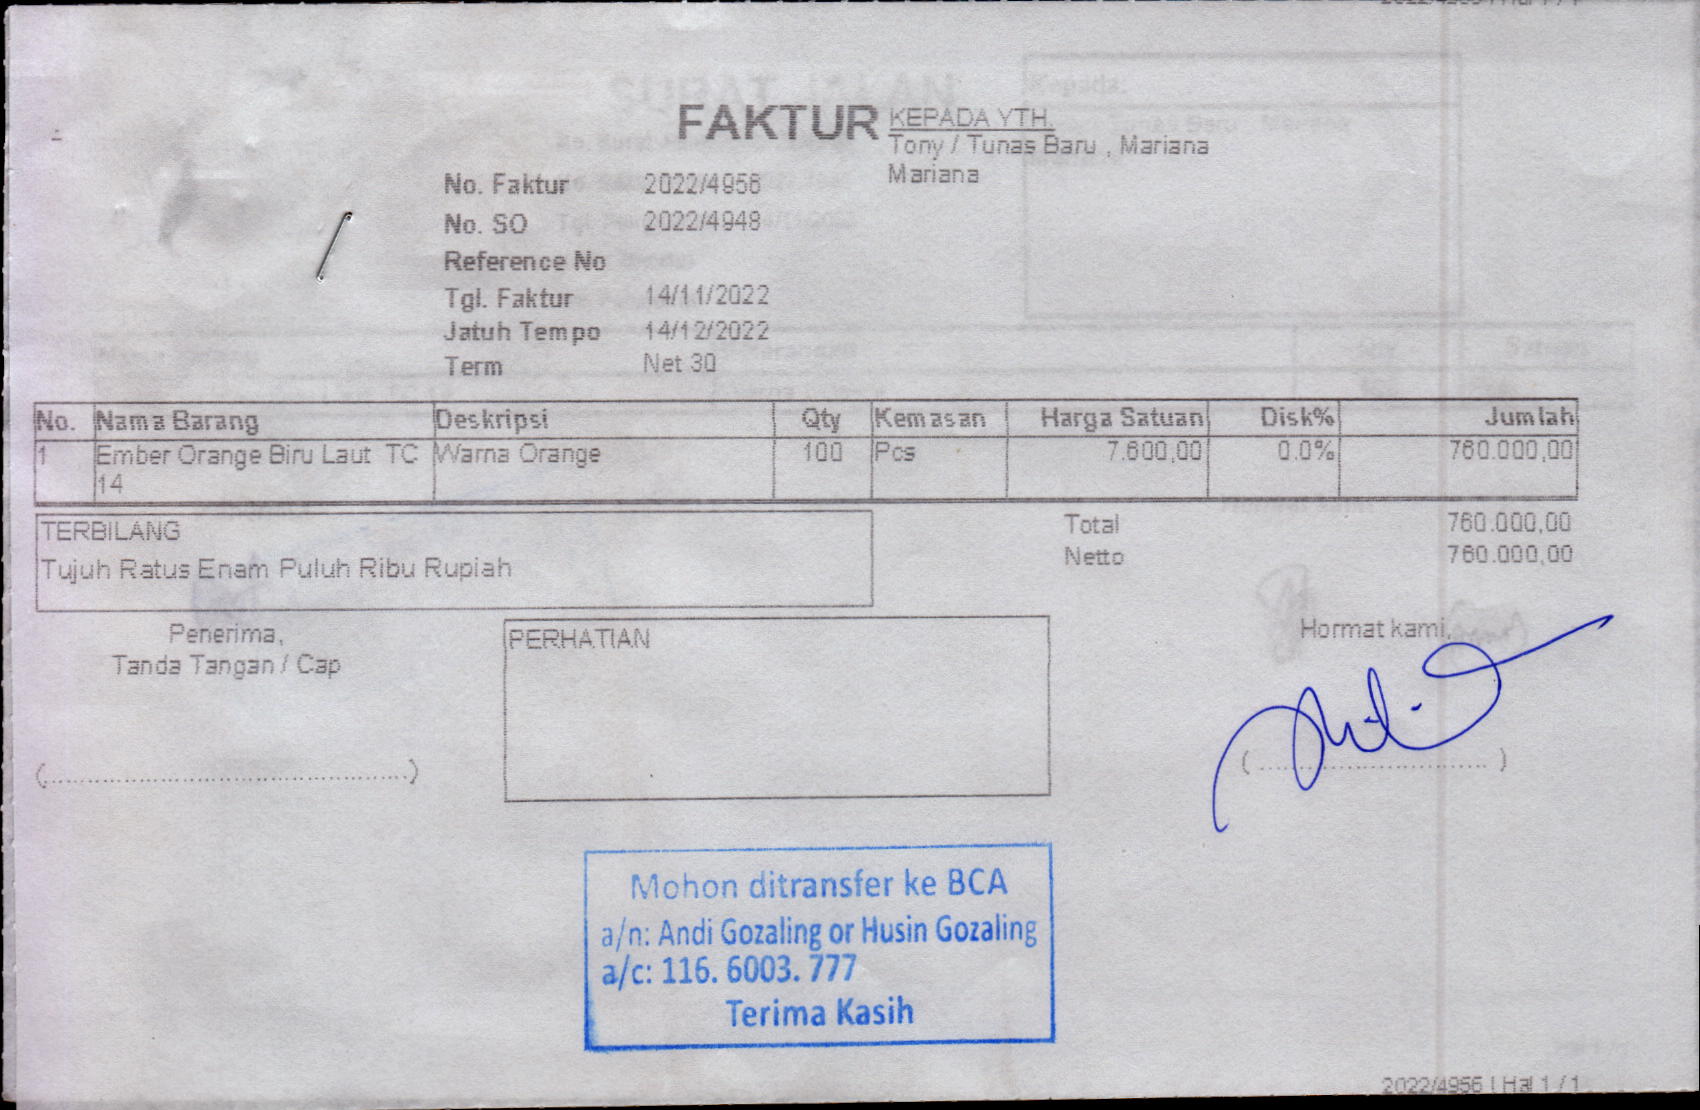 FAKTUR
KEPADA YTH.
Tony / Tunas Baru , Mariana
Mariana
No. Faktur 2022/4956
No. SO 2022/4948
Reference No
Tgl. Faktur 14/11/2022
Jatuh Tempo 14/12/2022
Term Net 30
No. Nama Barang Deskripsi Qty Kemasan Harga Satuan Disk% Jumlah
1 Ember Orange Biru Laut TC Warna Orange 100 Pcs 7.600,00 0.0% 760.000,00
14
TERBILANG
Tujuh Ratus Enam Puluh Ribu Rupiah
Total 760.000,00
Netto 760.000,00
Penerima,
Tanda Tangan / Cap
PERHATIAN
Hormat kami,
(............................................)
(............................)
Mohon ditransfer ke BCA
a/n: Andi Gozaling or Husin Gozaling
a/c: 116. 6003. 777
Terima Kasih
2022/4956 | Hal 1 / 1